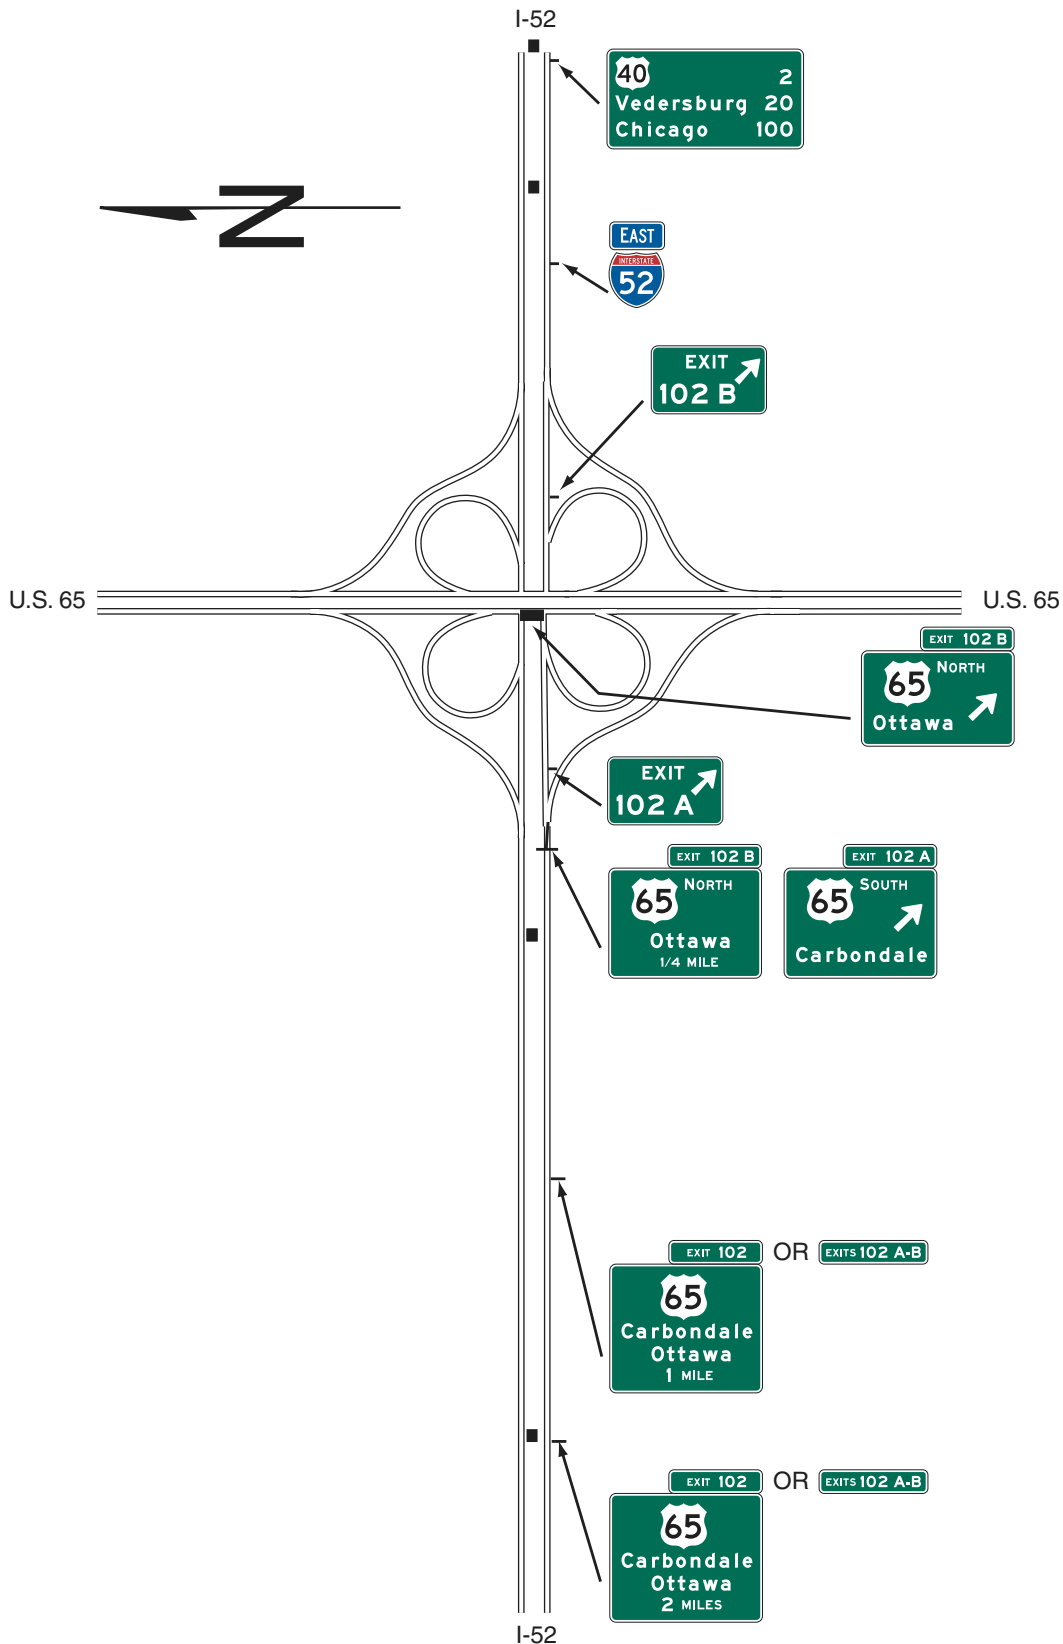 I-52
40 2
Vedersburg 20
Chicago 100
N
EAST
INTERSTATE
52
EXIT
102 B
U.S. 65
U.S. 65
EXIT 102 B
65 NORTH
Ottawa
EXIT
102 A
EXIT 102 B
65 NORTH
Ottawa
1/4 MILE
EXIT 102 A
65 SOUTH
Carbondale
EXIT 102 OR EXITS 102 A-B
65
Carbondale
Ottawa
1 MILE
EXIT 102 OR EXITS 102 A-B
65
Carbondale
Ottawa
2 MILES
I-52